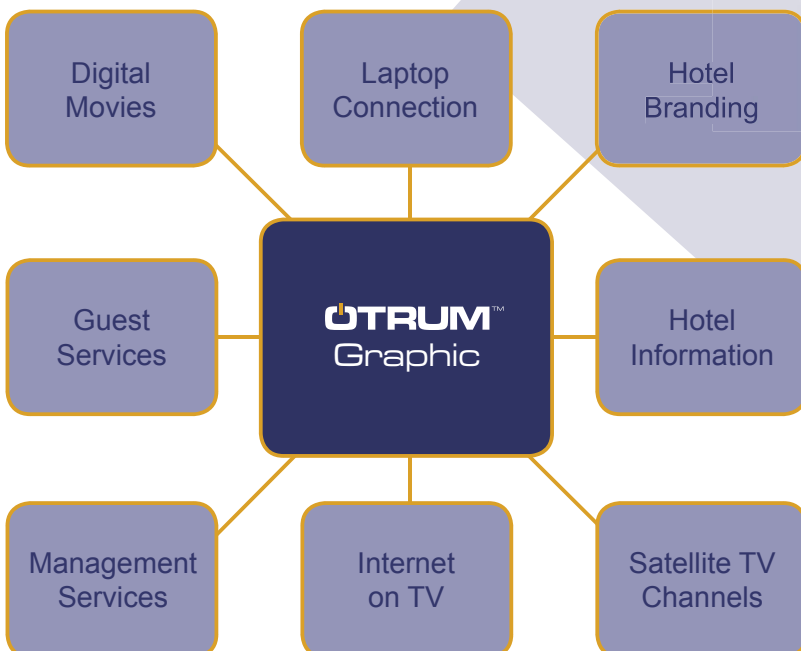 Digital
Movies
Laptop
Connection
Hotel
Branding
Guest
Services
OTRUM™
Graphic
Hotel
Information
Management
Services
Internet
on TV
Satellite TV
Channels